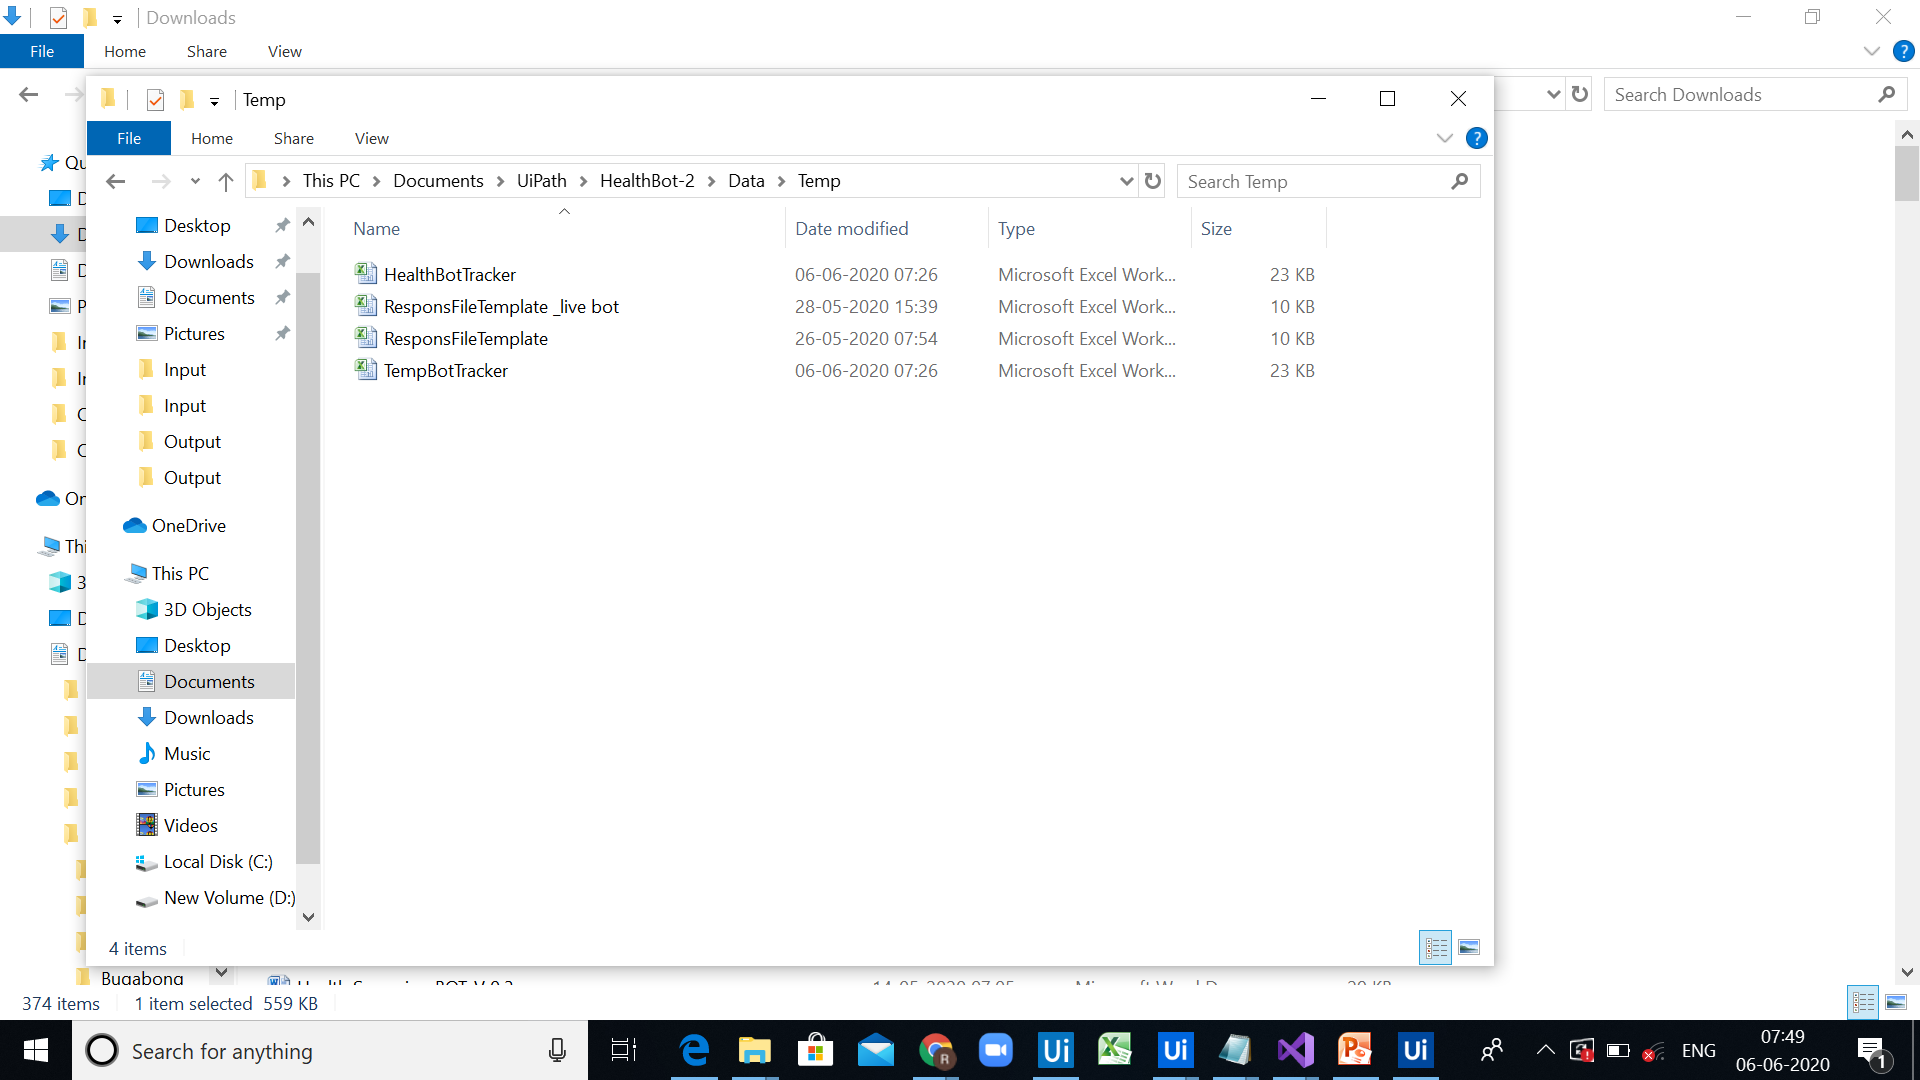 Downloads
File Home Share View
Search Downloads
Temp
File Home Share View
This PC Documents UiPath HealthBot-2 Data Temp
Search Temp
Desktop
Downloads
Documents
Pictures
Input
Input
Output
Output
OneDrive
This PC
3D Objects
Desktop
Documents
Downloads
Music
Pictures
Videos
Local Disk (C:)
New Volume (D:)
Name Date modified Type Size
HealthBotTracker 06-06-2020 07:26 Microsoft Excel Work... 23 KB
ResponsFileTemplate _live bot 28-05-2020 15:39 Microsoft Excel Work... 10 KB
ResponsFileTemplate 26-05-2020 07:54 Microsoft Excel Work... 10 KB
TempBotTracker 06-06-2020 07:26 Microsoft Excel Work... 23 KB
4 items
Bugabong
374 items 1 item selected 559 KB
Search for anything
ENG
07:49
06-06-2020
1